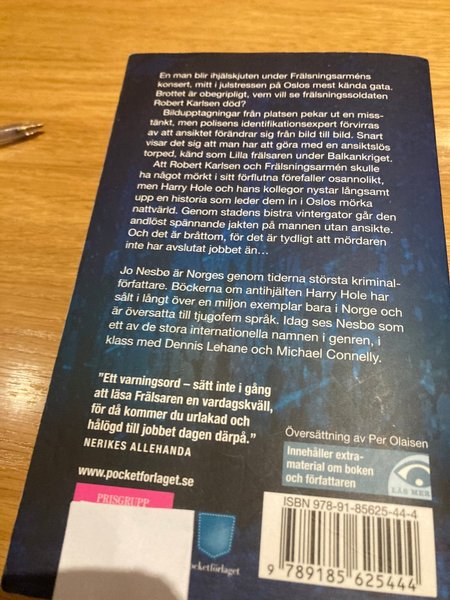 En man blir ihjälskjuten under Frälsningsarméns
konsert, mitt i julstressen på Oslos mest kända gata.
Brottet är obegripligt, vem vill se frälsningssoldaten
Robert Karlsen död?
Bildupptagningar från platsen pekar ut en miss-
tänkt, men polisens identifikationsexpert förvirras
av att ansiktet förändrar sig från bild till bild. Snart
visar det sig att man har att göra med en ansiktslös
torped, känd som Lilla frälsaren under Balkankriget.
Att Robert Karlsen och Frälsningsarmén skulle
ha något mörkt i sitt förflutna förefaller osannolikt,
men Harry Hole och hans kollegor nystar långsamt
upp en historia som leder dem in i Oslos mörka
nattvärld. Genom stadens bistra vintergator går den
andlöst spännande jakten på mannen utan ansikte.
Och det är bråttom, för det är tydligt att mördaren
inte har avslutat jobbet än…
Jo Nesbø är Norges genom tiderna största kriminal-
författare. Böckerna om antihjälten Harry Hole har
sålt i långt över en miljon exemplar bara i Norge och
är översatta till tjugofem språk. Idag ses Nesbø som
ett av de stora internationella namnen i genren, i
klass med Dennis Lehane och Michael Connelly.
"Ett varningsord – sätt inte i gång
att läsa Frälsaren en vardagskväll,
för då kommer du urlakad och
hålögd till jobbet dagen därpå."
NERIKES ALLEHANDA
Översättning av Per Olaisen
Innehåller extra-
material om boken
och författaren
LÄS MER
www.pocketforlaget.se
PRISGRUPP
pocketförlaget
ISBN 978-91-85625-44-4
9 789185 625444